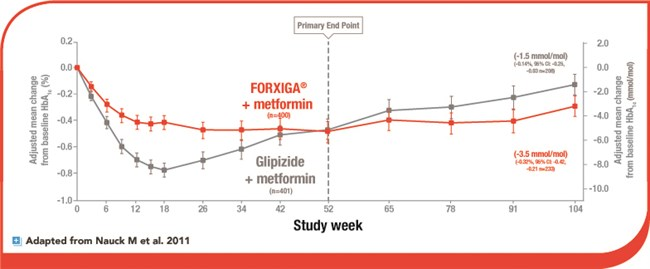 Primary End Point
0.2
0.0
-0.2
-0.4
-0.6
-0.8
-1.0
Adjusted mean change
from baseline HbA1c (%)
FORXIGA®
+ metformin
(n=400)
Glipizide
+ metformin
(n=401)
(-1.5 mmol/mol)
(-0.14%, 95% CI: -0.25,
-0.03 n=208)
(-3.5 mmol/mol)
(-0.32%, 95% CI: -0.42,
-0.21 n=233)
2.0
0.0
-2.0
-4.0
-6.0
-8.0
-10.0
Adjusted mean change
from baseline HbA1c (mmol/mol)
0 6 12 18 26 34 42 52 65 78 91 104
Study week
+ Adapted from Nauck M et al. 2011